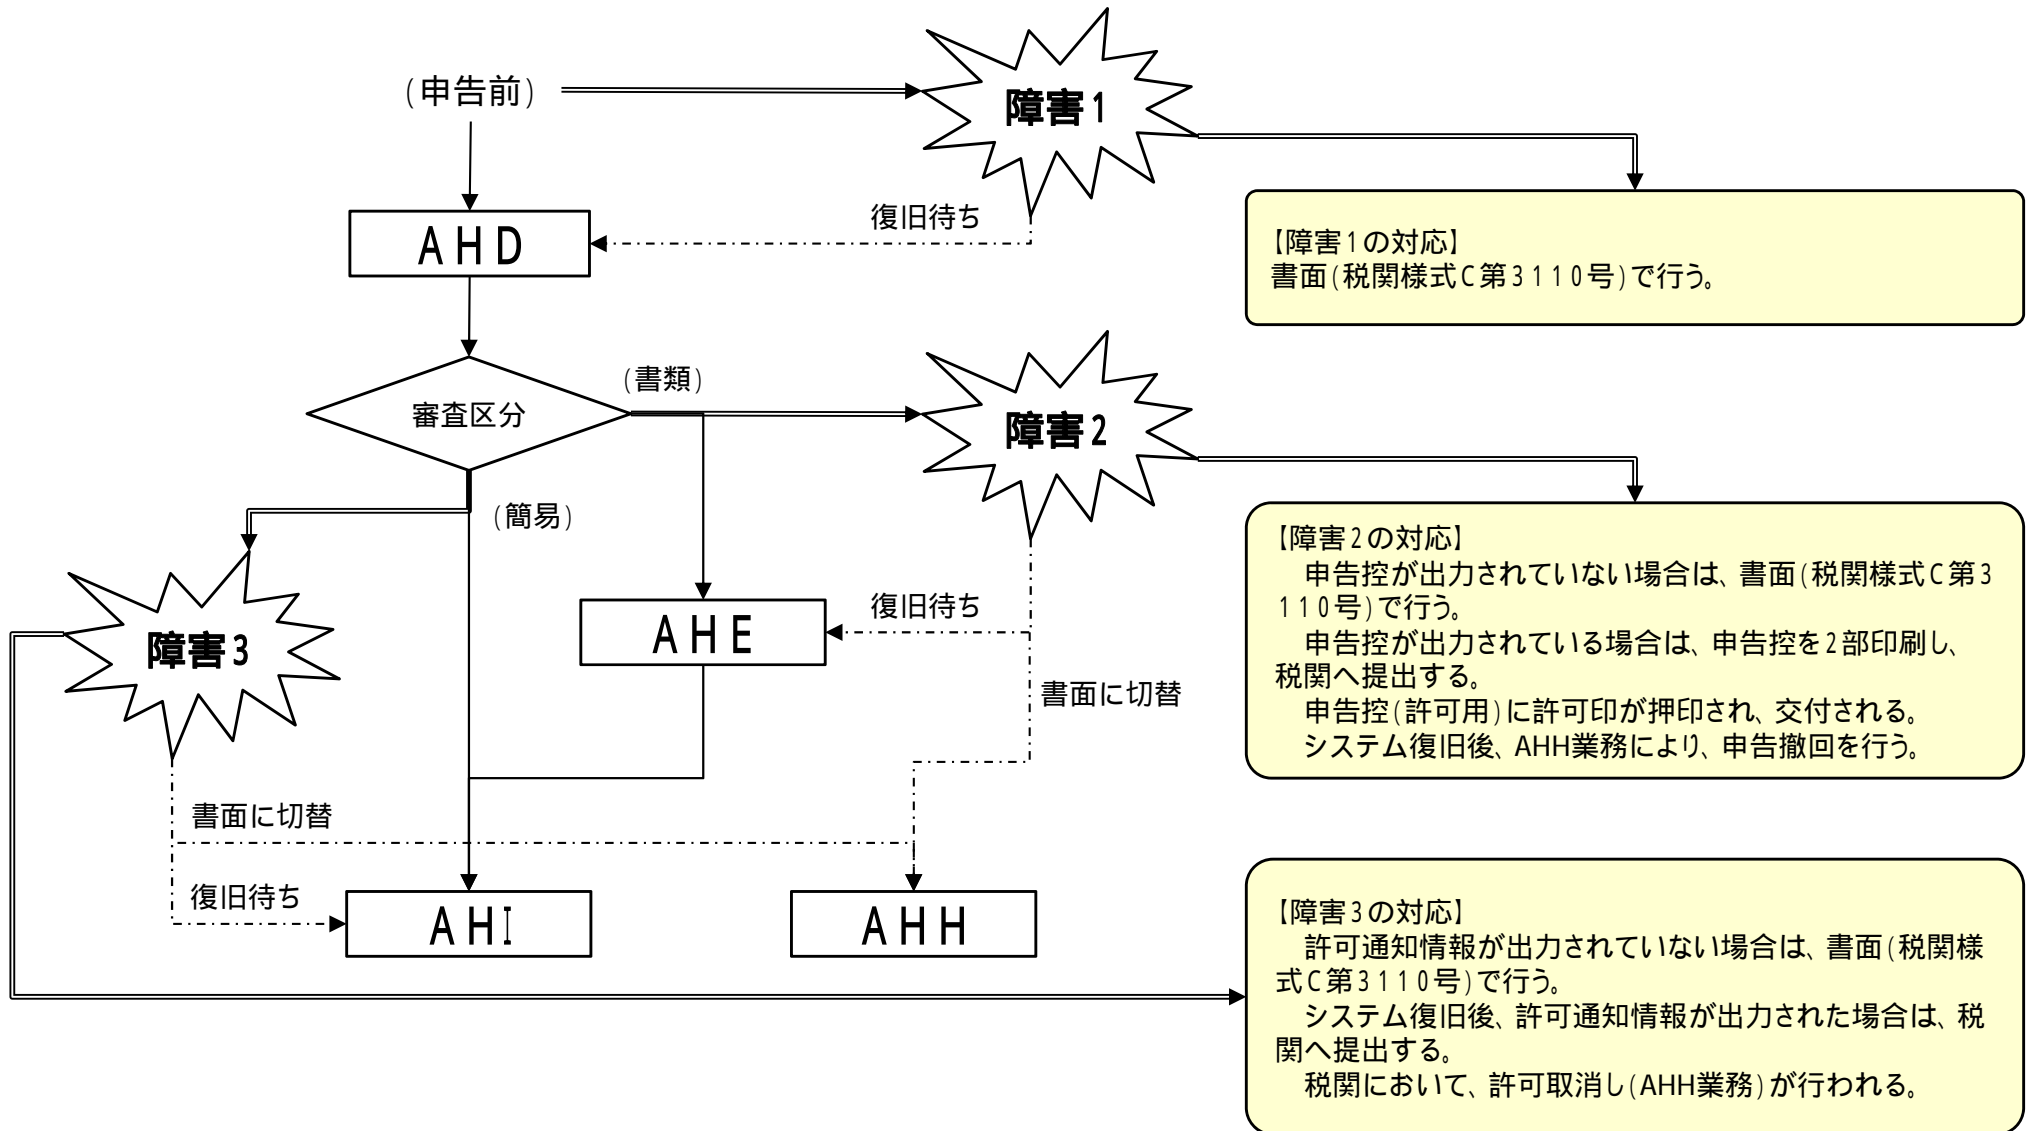 (申告前)
障害1
復旧待ち
AHD
【障害1の対応】
書面(税関様式C第3110号)で行う。
(書類)
審査区分
障害2
(簡易)
【障害2の対応】
申告控が出力されていない場合は、書面(税関様式C第3
110号)で行う。
申告控が出力されている場合は、申告控を2部印刷し、
税関へ提出する。
申告控(許可用)に許可印が押印され、交付される。
システム復旧後、AHH業務により、申告撤回を行う。
復旧待ち
AHE
障害3
書面に切替
書面に切替
復旧待ち
AHI
AHH
【障害3の対応】
許可通知情報が出力されていない場合は、書面(税関様
式C第3110号)で行う。
システム復旧後、許可通知情報が出力された場合は、税
関へ提出する。
税関において、許可取消し(AHH業務)が行われる。